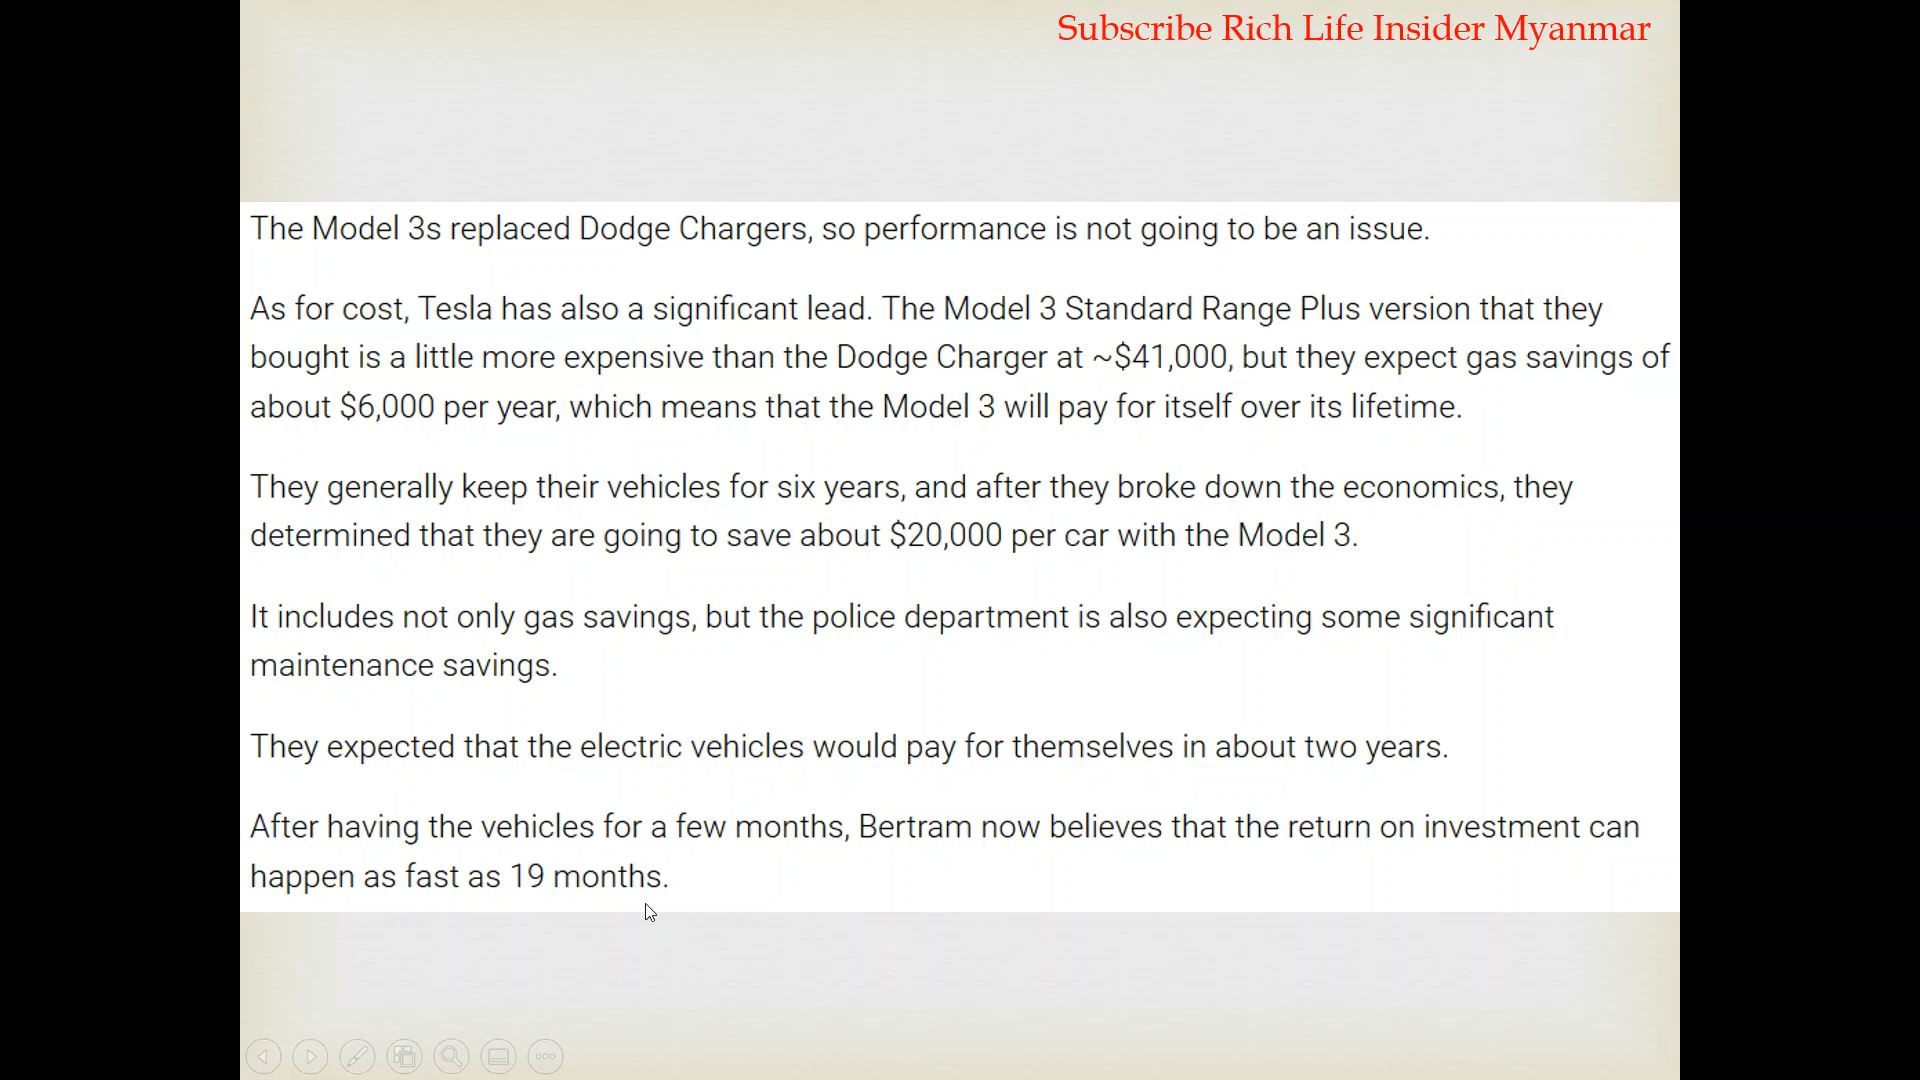 Subscribe Rich Life Insider Myanmar
The Model 3s replaced Dodge Chargers, so performance is not going to be an issue.
As for cost, Tesla has also a significant lead. The Model 3 Standard Range Plus version that they
bought is a little more expensive than the Dodge Charger at ~$41,000, but they expect gas savings of
about $6,000 per year, which means that the Model 3 will pay for itself over its lifetime.
They generally keep their vehicles for six years, and after they broke down the economics, they
determined that they are going to save about $20,000 per car with the Model 3.
It includes not only gas savings, but the police department is also expecting some significant
maintenance savings.
They expected that the electric vehicles would pay for themselves in about two years.
After having the vehicles for a few months, Bertram now believes that the return on investment can
happen as fast as 19 months.